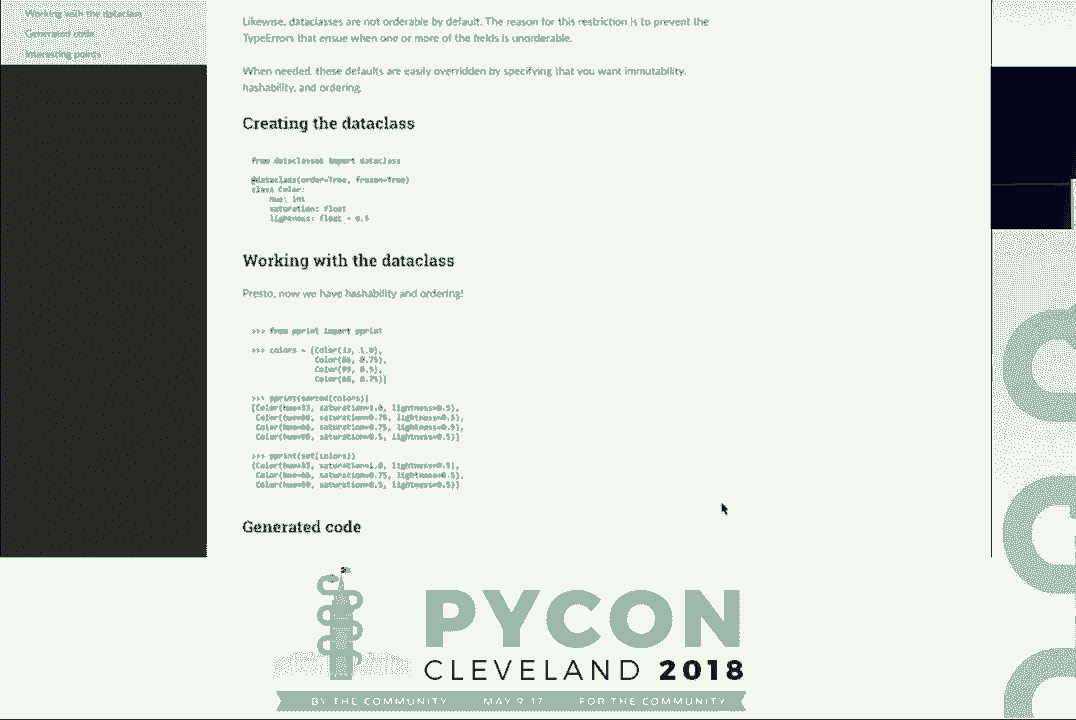 Working with the dataclass
Generated code
Interesting points
Likewise, dataclasses are not orderable by default. The reason for this restriction is to prevent the
TypeErrors that ensue when one or more of the fields is unorderable.
When needed, these defaults are easily overridden by specifying that you want immutability,
hashability, and ordering.
Creating the dataclass
from dataclasses import dataclass
@dataclass(order=True, frozen=True)
class Color:
hue: int
saturation: float
lightness: float = 0.5
Working with the dataclass
Presto, now we have hashability and ordering!
>>> from pprint import pprint
>>> colors = [Color(33, 1.0),
Color(66, 0.75),
Color(99, 0.5),
Color(66, 0.75)]
>>> pprint(sorted(colors))
[Color(hue=33, saturation=1.0, lightness=0.5),
Color(hue=66, saturation=0.75, lightness=0.5),
Color(hue=66, saturation=0.75, lightness=0.5),
Color(hue=99, saturation=0.5, lightness=0.5)]
>>> pprint(set(colors))
{Color(hue=33, saturation=1.0, lightness=0.5),
Color(hue=66, saturation=0.75, lightness=0.5),
Color(hue=99, saturation=0.5, lightness=0.5)}
Generated code
PYCON
CLEVELAND 2018
BY THE COMMUNITY MAY 9-17 FOR THE COMMUNITY